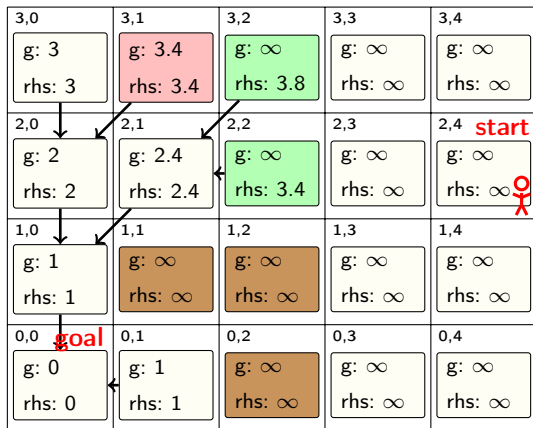 3,0 3,1 3,2 3,3 3,4
g: 3 g: 3.4 g: ∞ g: ∞ g: ∞
rhs: 3 rhs: 3.4 rhs: 3.8 rhs: ∞ rhs: ∞
2,0 2,1 2,2 2,3 2,4 start
g: 2 g: 2.4 g: ∞ g: ∞ g: ∞
rhs: 2 rhs: 2.4 rhs: 3.4 rhs: ∞ rhs: ∞
1,0 1,1 1,2 1,3 1,4
g: 1 g: ∞ g: ∞ g: ∞ g: ∞
rhs: 1 rhs: ∞ rhs: ∞ rhs: ∞ rhs: ∞
0,0 goal 0,1 0,2 0,3 0,4
g: 0 g: 1 g: ∞ g: ∞ g: ∞
rhs: 0 rhs: 1 rhs: ∞ rhs: ∞ rhs: ∞